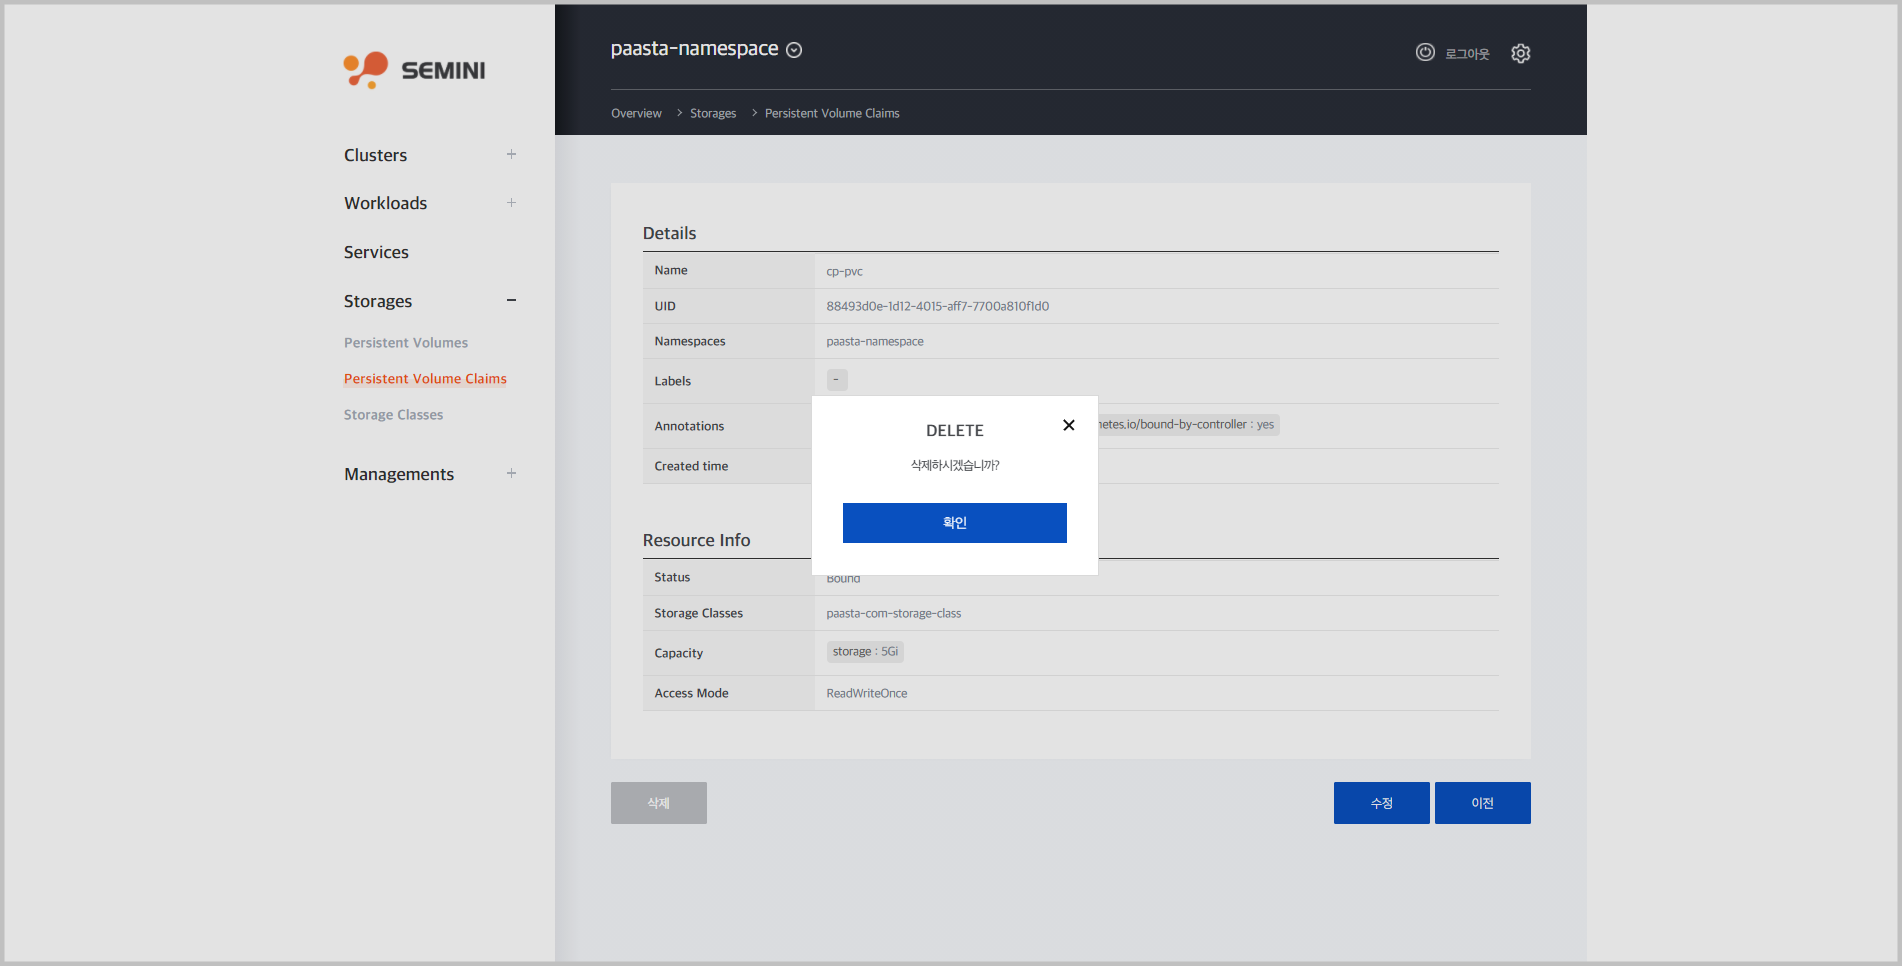 SEMINI
paasta-namespace
로그아웃
Overview > Storages > Persistent Volume Claims
Clusters +
Workloads +
Services
Storages −
Persistent Volumes
Persistent Volume Claims
Storage Classes
Managements +
Details
Name cp-pvc
UID 88493d0e-1d12-4015-aff7-7700a810f1d0
Namespaces paasta-namespace
Labels -
Annotations netes.io/bound-by-controller : yes
Created time
DELETE
삭제하시겠습니까?
확인
Resource Info
Status Bound
Storage Classes paasta-com-storage-class
Capacity storage : 5Gi
Access Mode ReadWriteOnce
삭제 수정 이전